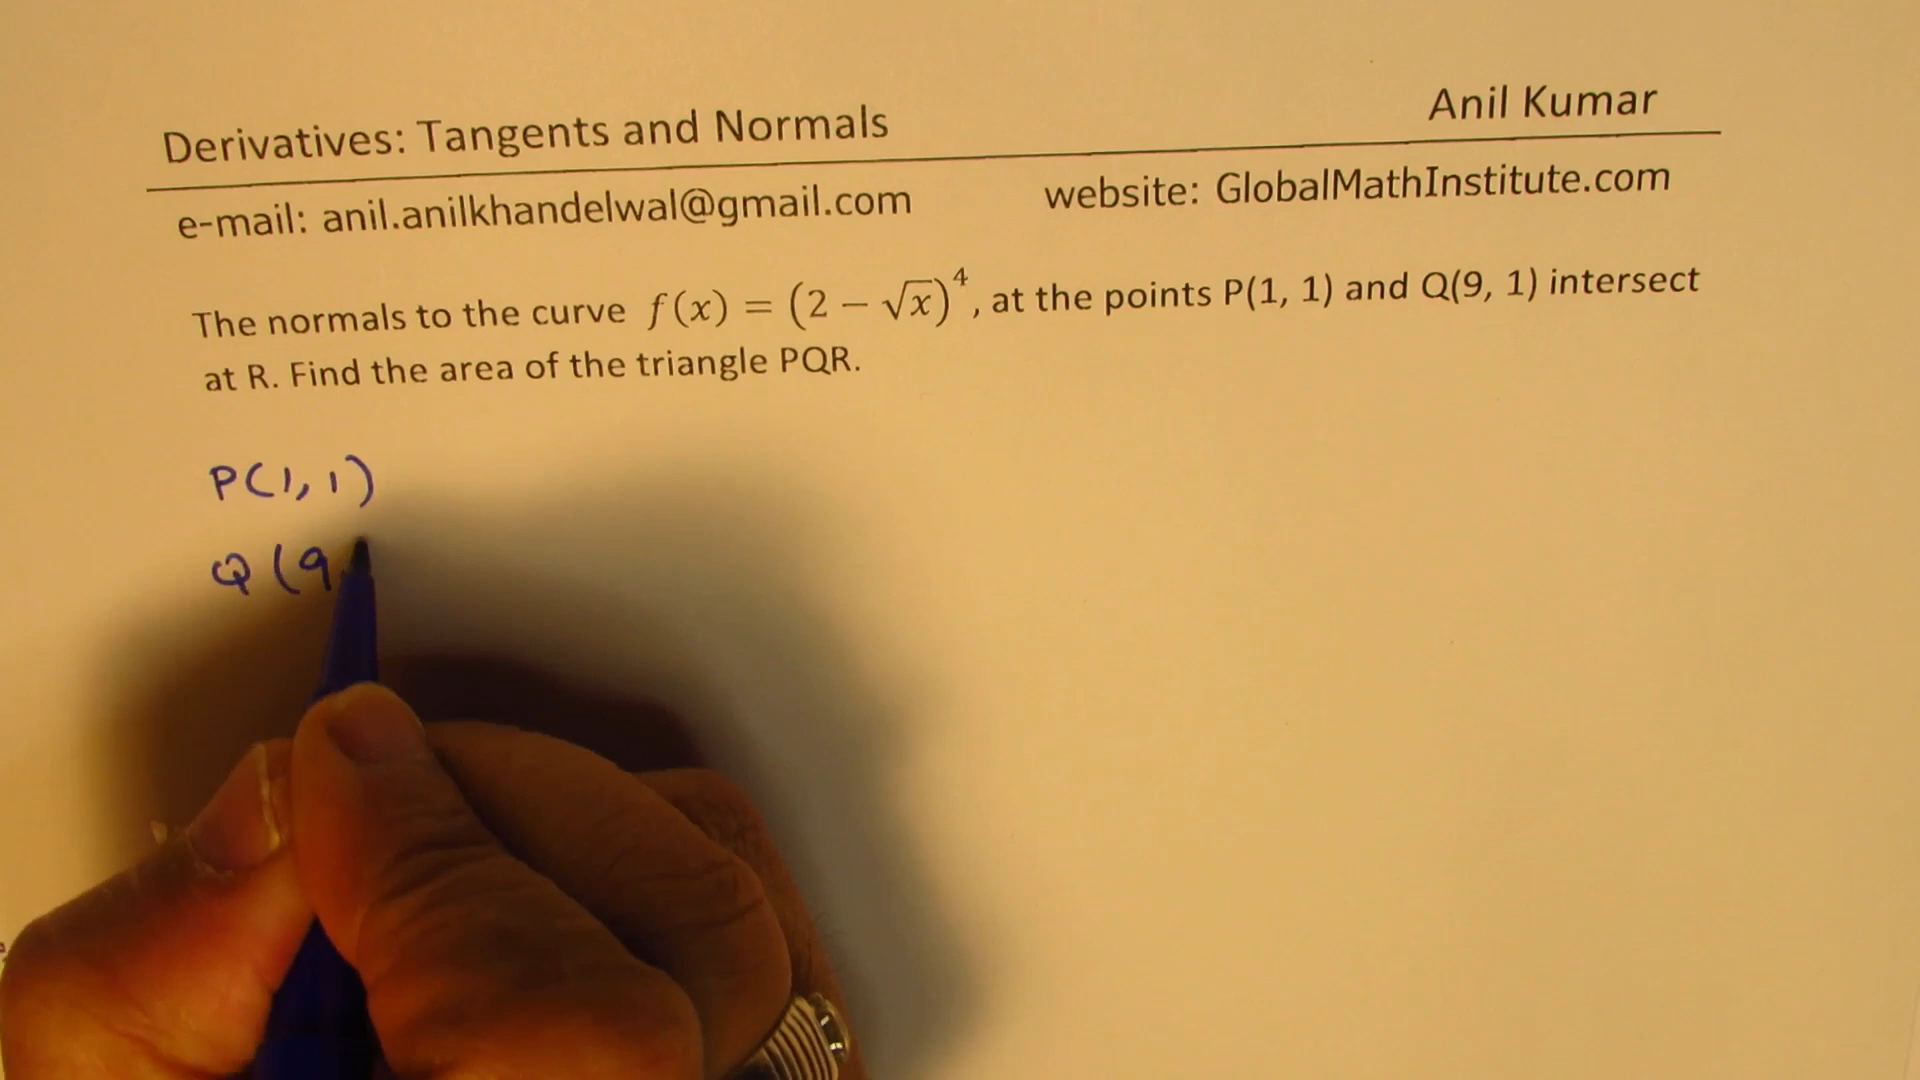 Derivatives: Tangents and Normals
Anil Kumar
e-mail: anil.anilkhandelwal@gmail.com
website: GlobalMathInstitute.com
The normals to the curve f(x) = (2 − √x)⁴, at the points P(1, 1) and Q(9, 1) intersect
at R. Find the area of the triangle PQR.
P(1, 1)
Q (9,